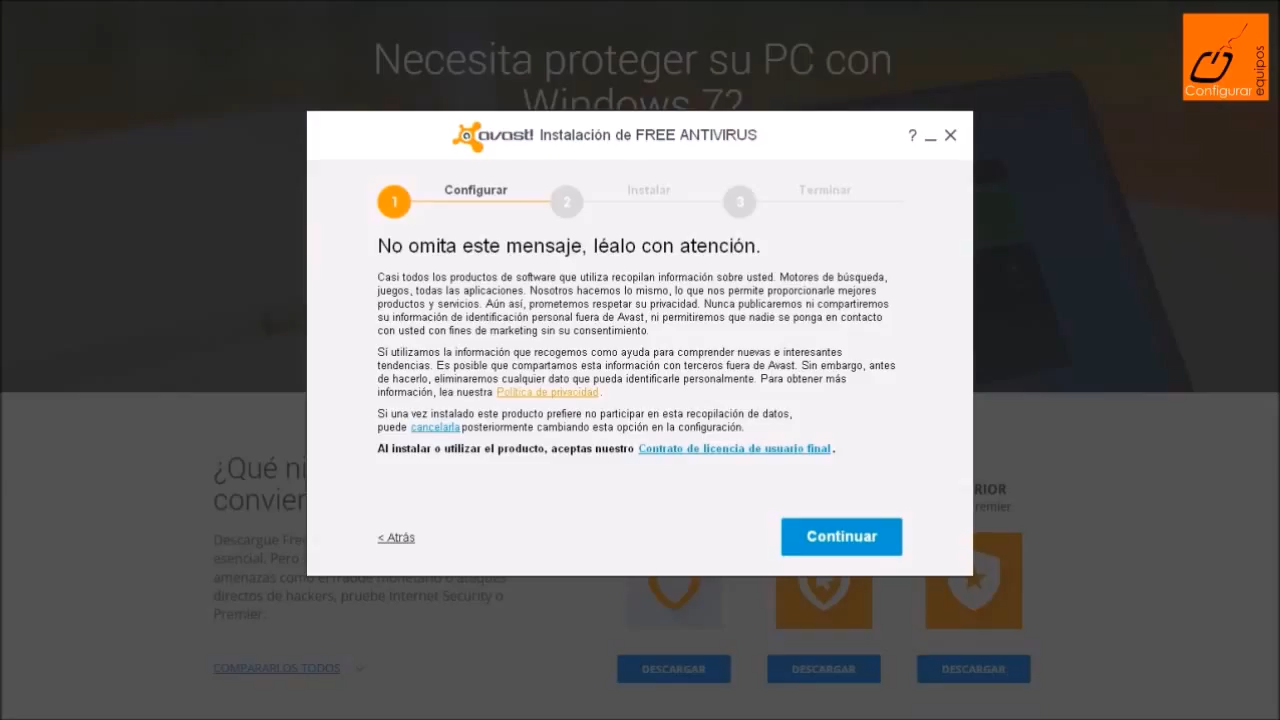 Necesita proteger su PC con
Windows 7?
Configurar
equipos
avast! Instalación de FREE ANTIVIRUS
?
1
Configurar
2
Instalar
3
Terminar
No omita este mensaje, léalo con atención.
Casi todos los productos de software que utiliza recopilan información sobre usted. Motores de búsqueda,
juegos, todas las aplicaciones. Nosotros hacemos lo mismo, lo que nos permite proporcionarle mejores
productos y servicios. Aún así, prometemos respetar su privacidad. Nunca publicaremos ni compartiremos
su información de identificación personal fuera de Avast, ni permitiremos que nadie se ponga en contacto
con usted con fines de marketing sin su consentimiento.
Sí utilizamos la información que recogemos como ayuda para comprender nuevas e interesantes
tendencias. Es posible que compartamos esta información con terceros fuera de Avast. Sin embargo, antes
de hacerlo, eliminaremos cualquier dato que pueda identificarle personalmente. Para obtener más
información, lea nuestra Política de privacidad.
Si una vez instalado este producto prefiere no participar en esta recopilación de datos,
puede cancelarla posteriormente cambiando esta opción en la configuración.
Al instalar o utilizar el producto, aceptas nuestro Contrato de licencia de usuario final.
< Atrás
Continuar
¿Qué ni
convier
Descargue Fre
esencial. Pero
amenazas como el fraude monetario o ataques
directos de hackers, pruebe Internet Security o
Premier.
COMPARARLOS TODOS
RIOR
remier
DESCARGAR
DESCARGAR
DESCARGAR